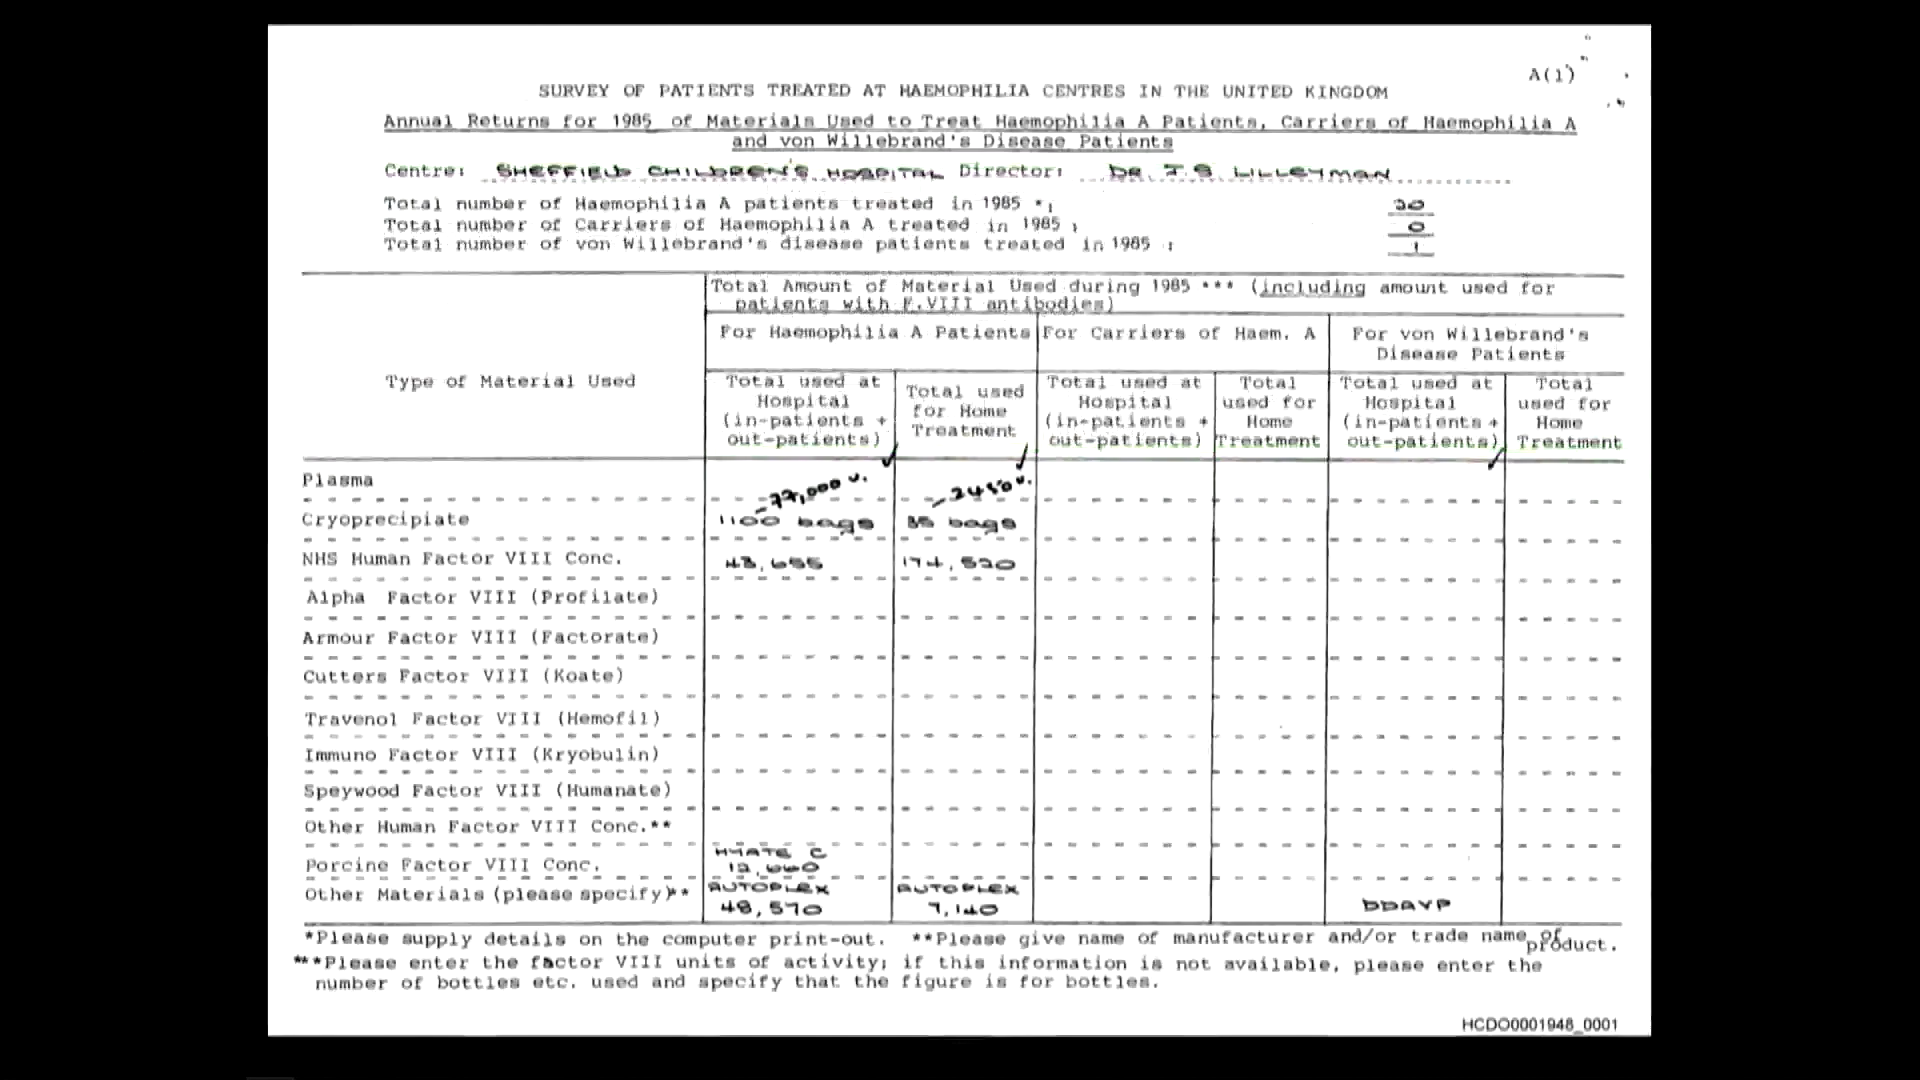 A(1)
SURVEY OF PATIENTS TREATED AT HAEMOPHILIA CENTRES IN THE UNITED KINGDOM
Annual Returns for 1985 of Materials Used to Treat Haemophilia A Patients, Carriers of Haemophilia A
and von Willebrand's Disease Patients
Centre: SHEFFIELD CHILDREN'S HOSPITAL Director: DR. J.S LILLEYMAN
Total number of Haemophilia A patients treated in 1985 *: 20
Total number of Carriers of Haemophilia A treated in 1985 : 0
Total number of von Willebrand's disease patients treated in 1985 : 1
Total Amount of Material Used during 1985 *** (including amount used for
patients with F.VIII antibodies)
For Haemophilia A Patients For Carriers of Haem. A For von Willebrand's
Disease Patients
Type of Material Used
Total used at Hospital (in-patients + out-patients)
Total used for Home Treatment
Total used at Hospital (in-patients + out-patients)
Total used for Home Treatment
Total used at Hospital (in-patients + out-patients)
Total used for Home Treatment
Plasma
77,000 u. 2450 u.
Cryoprecipiate 1100 bags 35 bags
NHS Human Factor VIII Conc. 43,655 174,520
Alpha Factor VIII (Profilate)
Armour Factor VIII (Factorate)
Cutters Factor VIII (Koate)
Travenol Factor VIII (Hemofil)
Immuno Factor VIII (Kryobulin)
Speywood Factor VIII (Humanate)
Other Human Factor VIII Conc.**
HYATE C
Porcine Factor VIII Conc. 12,660
Other Materials (please specify)** AUTOPLEX AUTOPLEX
48,570 7,140 DDAVP
*Please supply details on the computer print-out. **Please give name of manufacturer and/or trade name of product.
***Please enter the factor VIII units of activity; if this information is not available, please enter the
number of bottles etc. used and specify that the figure is for bottles.
HCDO0001948_0001